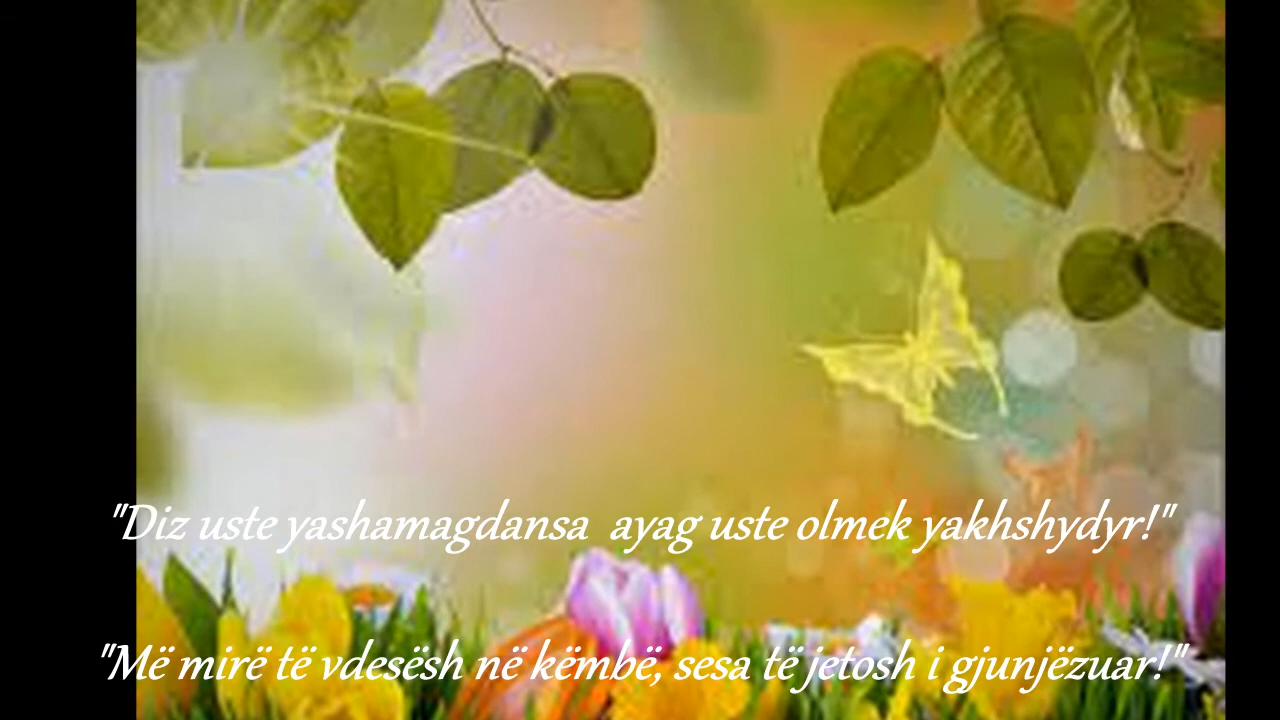 "Diz uste yashamagdansa ayag uste olmek yakhshydyr!"
"Më mirë të vdesësh në këmbë, sesa të jetosh i gjunjëzuar!"